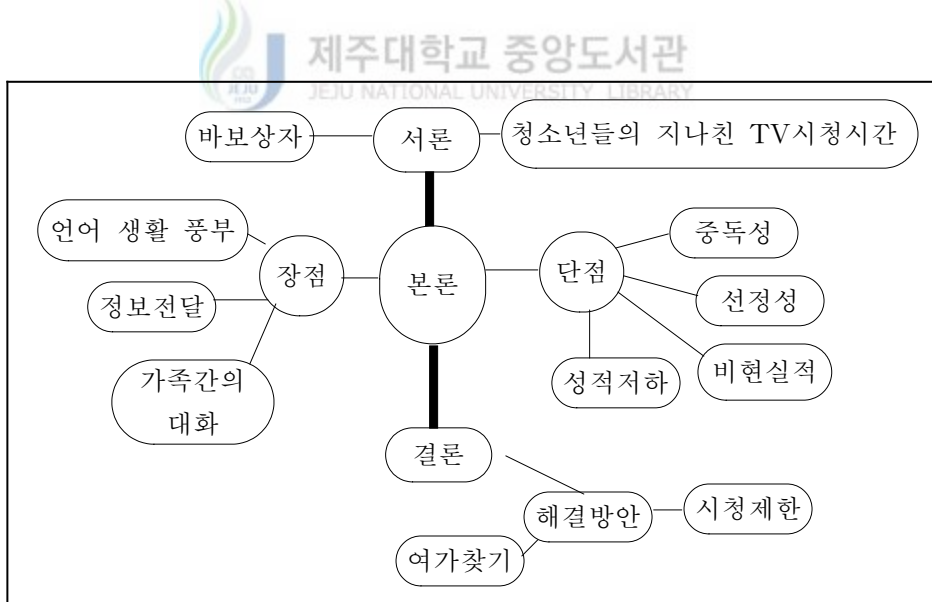 제주대학교 중앙도서관
JEJU NATIONAL UNIVERSITY LIBRARY
바보상자
서론
청소년들의 지나친 TV시청시간
언어 생활 풍부
장점
정보전달
가족간의
대화
본론
단점
중독성
선정성
비현실적
성적저하
결론
해결방안
시청제한
여가찾기